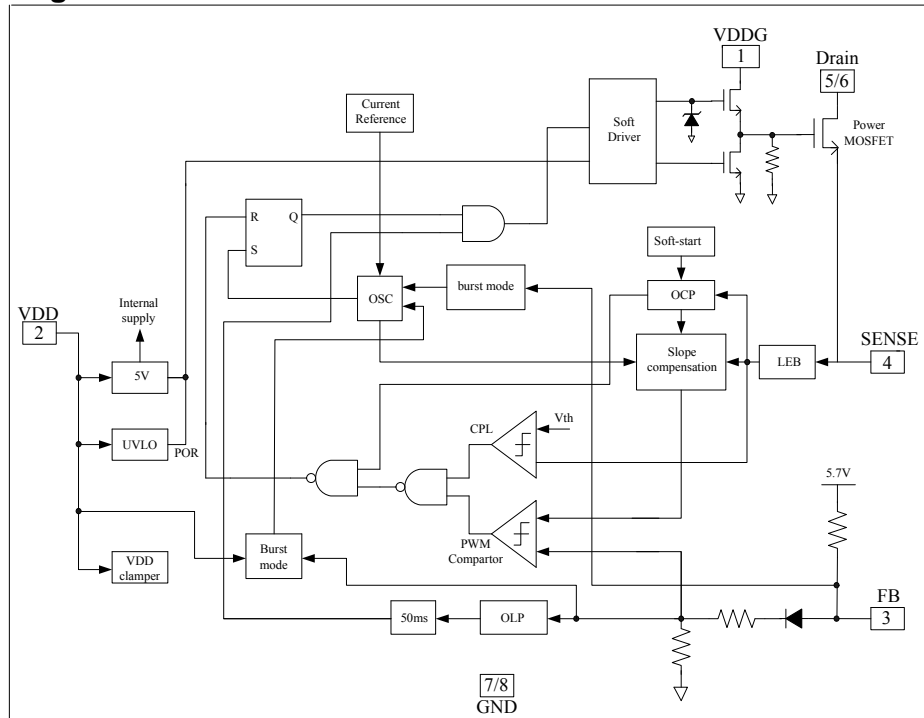 VDDG
1
Drain
5/6
Current
Reference
Soft
Driver
Power
MOSFET
R
Q
S
Soft-start
Internal
supply
OSC
burst mode
OCP
VDD
2
SENSE
4
5V
Slope
compensation
LEB
UVLO
POR
CPL
Vth
5.7V
VDD
clamper
Burst
mode
PWM
Compartor
FB
3
50ms
OLP
7/8
GND